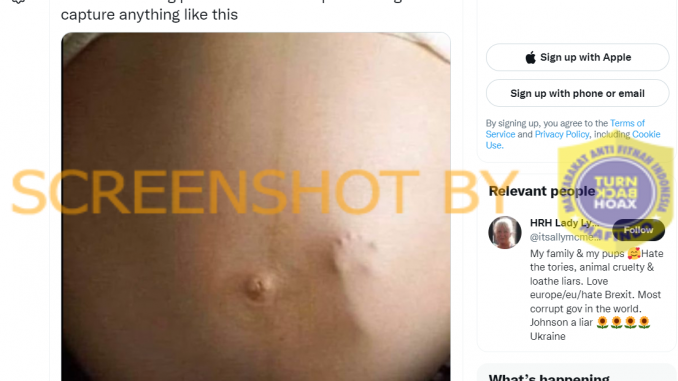 capture anything like this
SCREENSHOT BY
Sign up with Apple
Sign up with phone or email
By signing up, you agree to the Terms of
Service and Privacy Policy, including Cookie
Use.
MASYARAKAT ANTI FITNAH INDONESIA
TURN
BACK
HOAX
MAFINDO
Relevant people
HRH Lady Ly...
@itsallymcme...
Follow
My family & my pups 🥰Hate
the tories, animal cruelty &
loathe liars. Love
europe/eu/hate Brexit. Most
corrupt gov in the world.
Johnson a liar 🌻🌻🌻🌻
Ukraine
What's happening